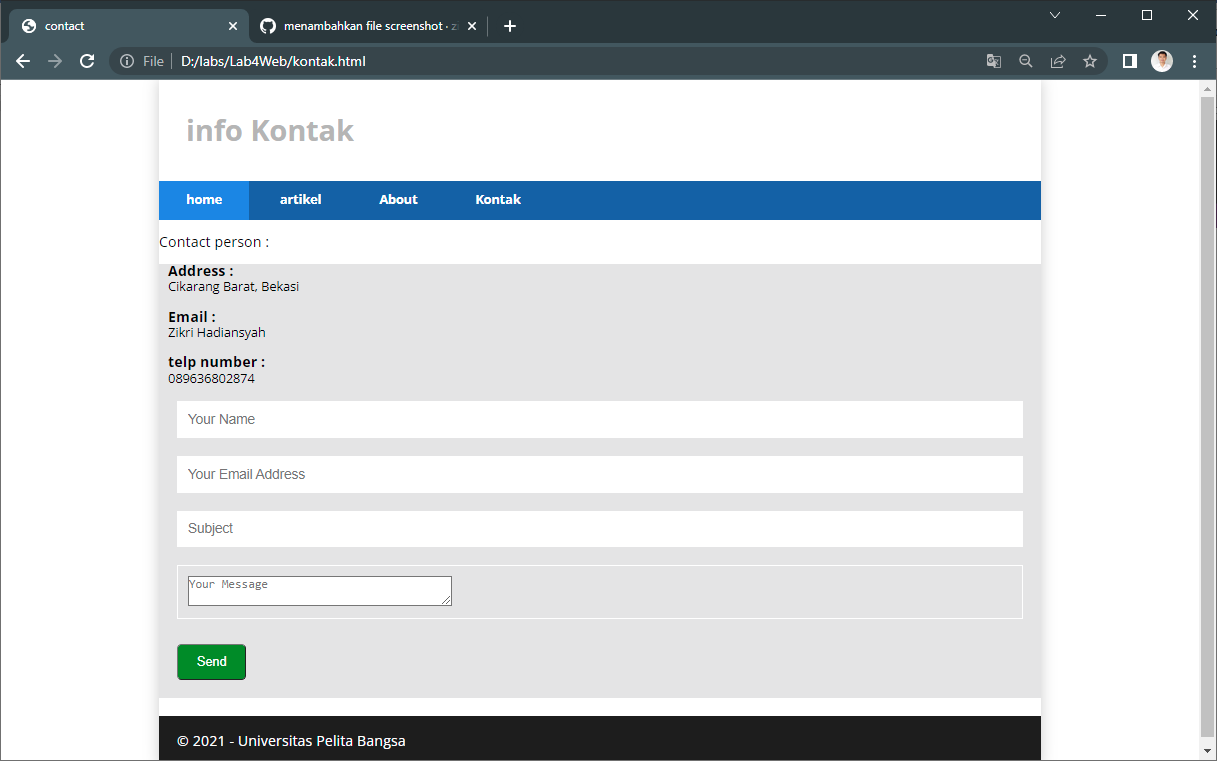 contact
menambahkan file screenshot ·
File
D:/labs/Lab4Web/kontak.html
info Kontak
home artikel About Kontak
Contact person :
Address :
Cikarang Barat, Bekasi
Email :
Zikri Hadiansyah
telp number :
089636802874
Your Name
Your Email Address
Subject
Your Message
Send
© 2021 - Universitas Pelita Bangsa